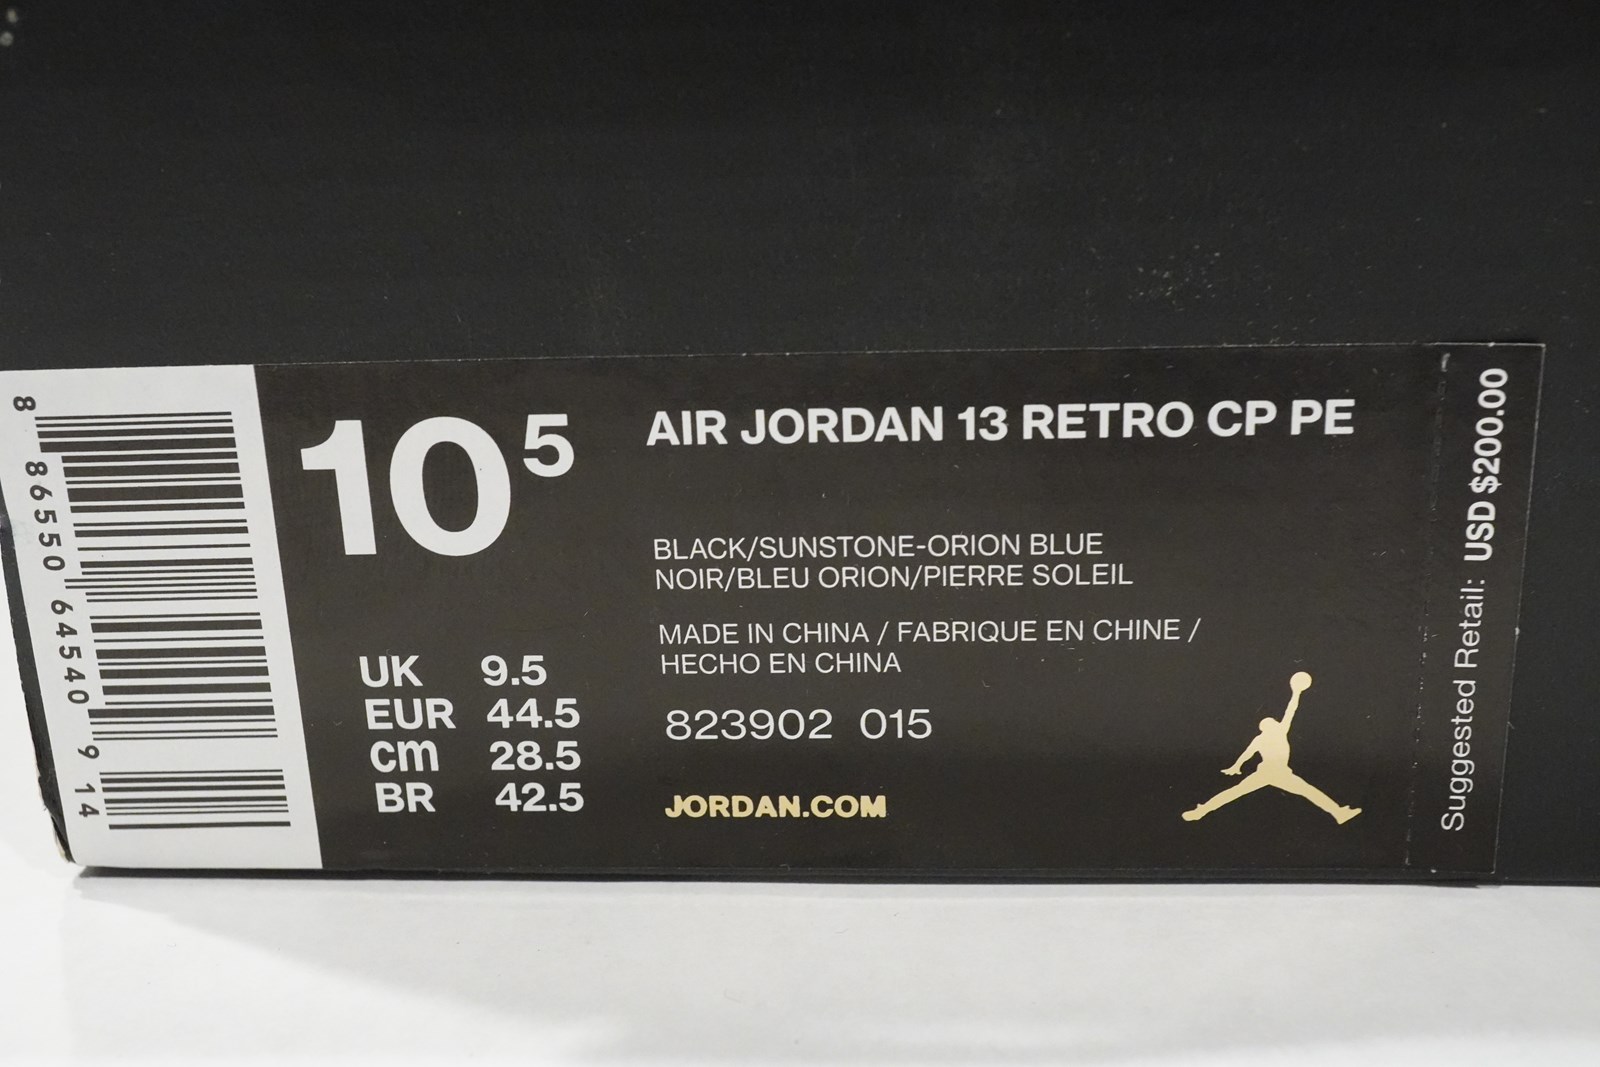 8 86550 64540 9 14
10 5
AIR JORDAN 13 RETRO CP PE
BLACK/SUNSTONE-ORION BLUE
NOIR/BLEU ORION/PIERRE SOLEIL
MADE IN CHINA / FABRIQUE EN CHINE /
HECHO EN CHINA
UK 9.5
EUR 44.5
cm 28.5
BR 42.5
823902 015
JORDAN.COM
Suggested Retail: USD $200.00